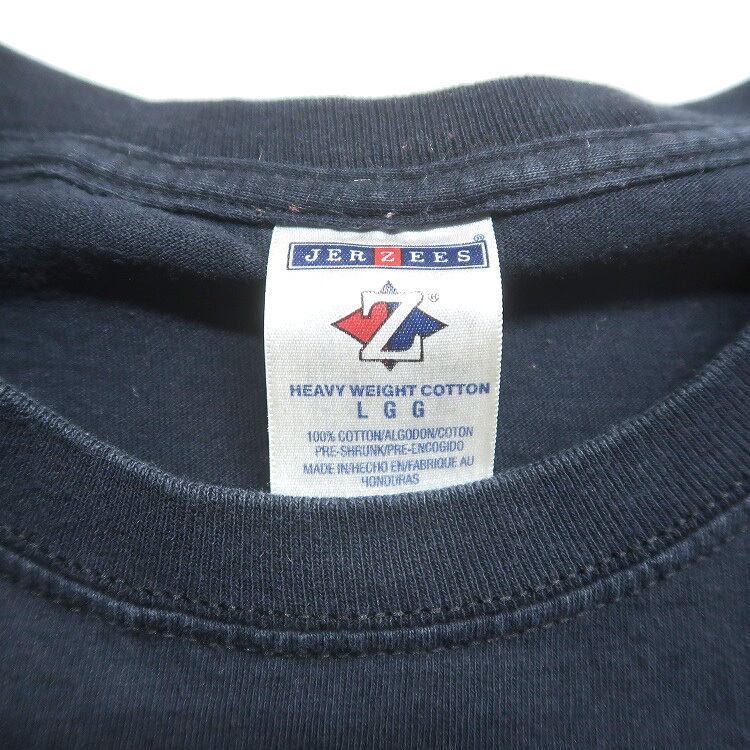 JERZEES®
Z®
HEAVY WEIGHT COTTON
L G G
100% COTTON/ALGODON/COTON
PRE-SHRUNK/PRE-ENCOGIDO
MADE IN/HECHO EN/FABRIQUE AU
HONDURAS